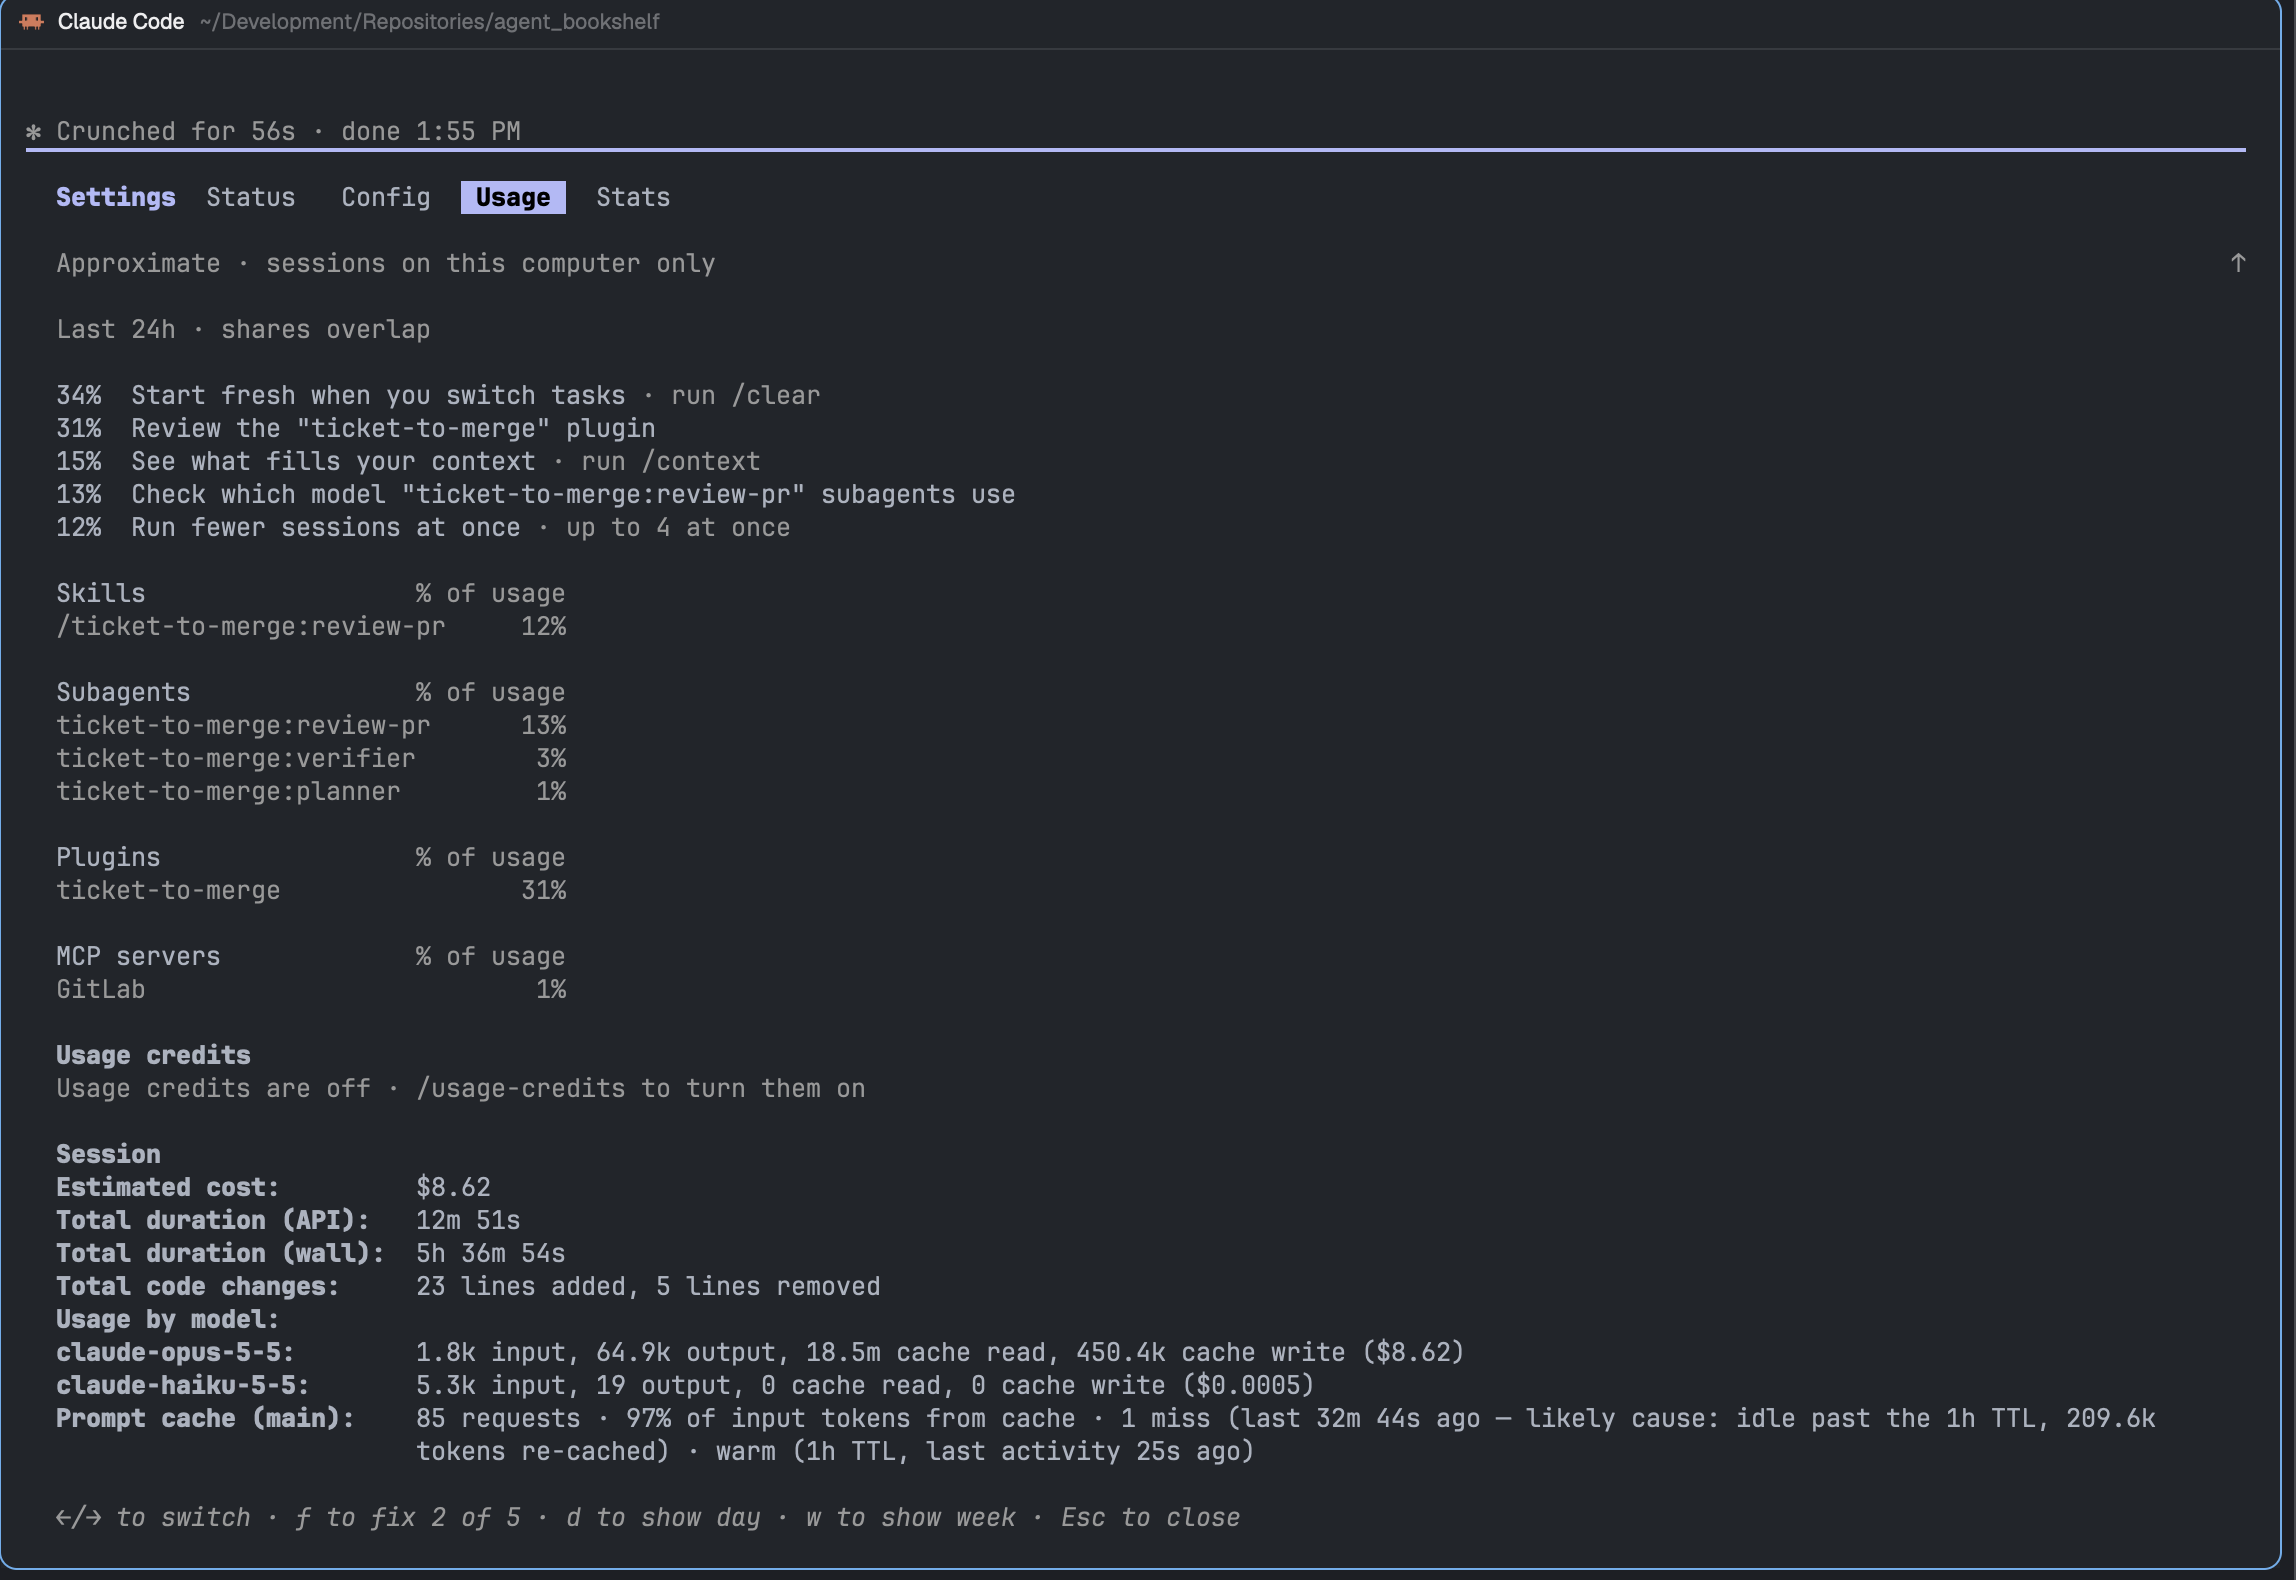 Claude Code ~/Development/Repositories/agent_bookshelf
✻ Crunched for 56s · done 1:55 PM
Settings Status Config Usage Stats
Approximate · sessions on this computer only ↑
Last 24h · shares overlap
34% Start fresh when you switch tasks · run /clear
31% Review the "ticket-to-merge" plugin
15% See what fills your context · run /context
13% Check which model "ticket-to-merge:review-pr" subagents use
12% Run fewer sessions at once · up to 4 at once
Skills % of usage
/ticket-to-merge:review-pr 12%
Subagents % of usage
ticket-to-merge:review-pr 13%
ticket-to-merge:verifier 3%
ticket-to-merge:planner 1%
Plugins % of usage
ticket-to-merge 31%
MCP servers % of usage
GitLab 1%
Usage credits
Usage credits are off · /usage-credits to turn them on
Session
Estimated cost: $8.62
Total duration (API): 12m 51s
Total duration (wall): 5h 36m 54s
Total code changes: 23 lines added, 5 lines removed
Usage by model:
claude-opus-5-5: 1.8k input, 64.9k output, 18.5m cache read, 450.4k cache write ($8.62)
claude-haiku-5-5: 5.3k input, 19 output, 0 cache read, 0 cache write ($0.0005)
Prompt cache (main): 85 requests · 97% of input tokens from cache · 1 miss (last 32m 44s ago — likely cause: idle past the 1h TTL, 209.6k
tokens re-cached) · warm (1h TTL, last activity 25s ago)
←/→ to switch · f to fix 2 of 5 · d to show day · w to show week · Esc to close